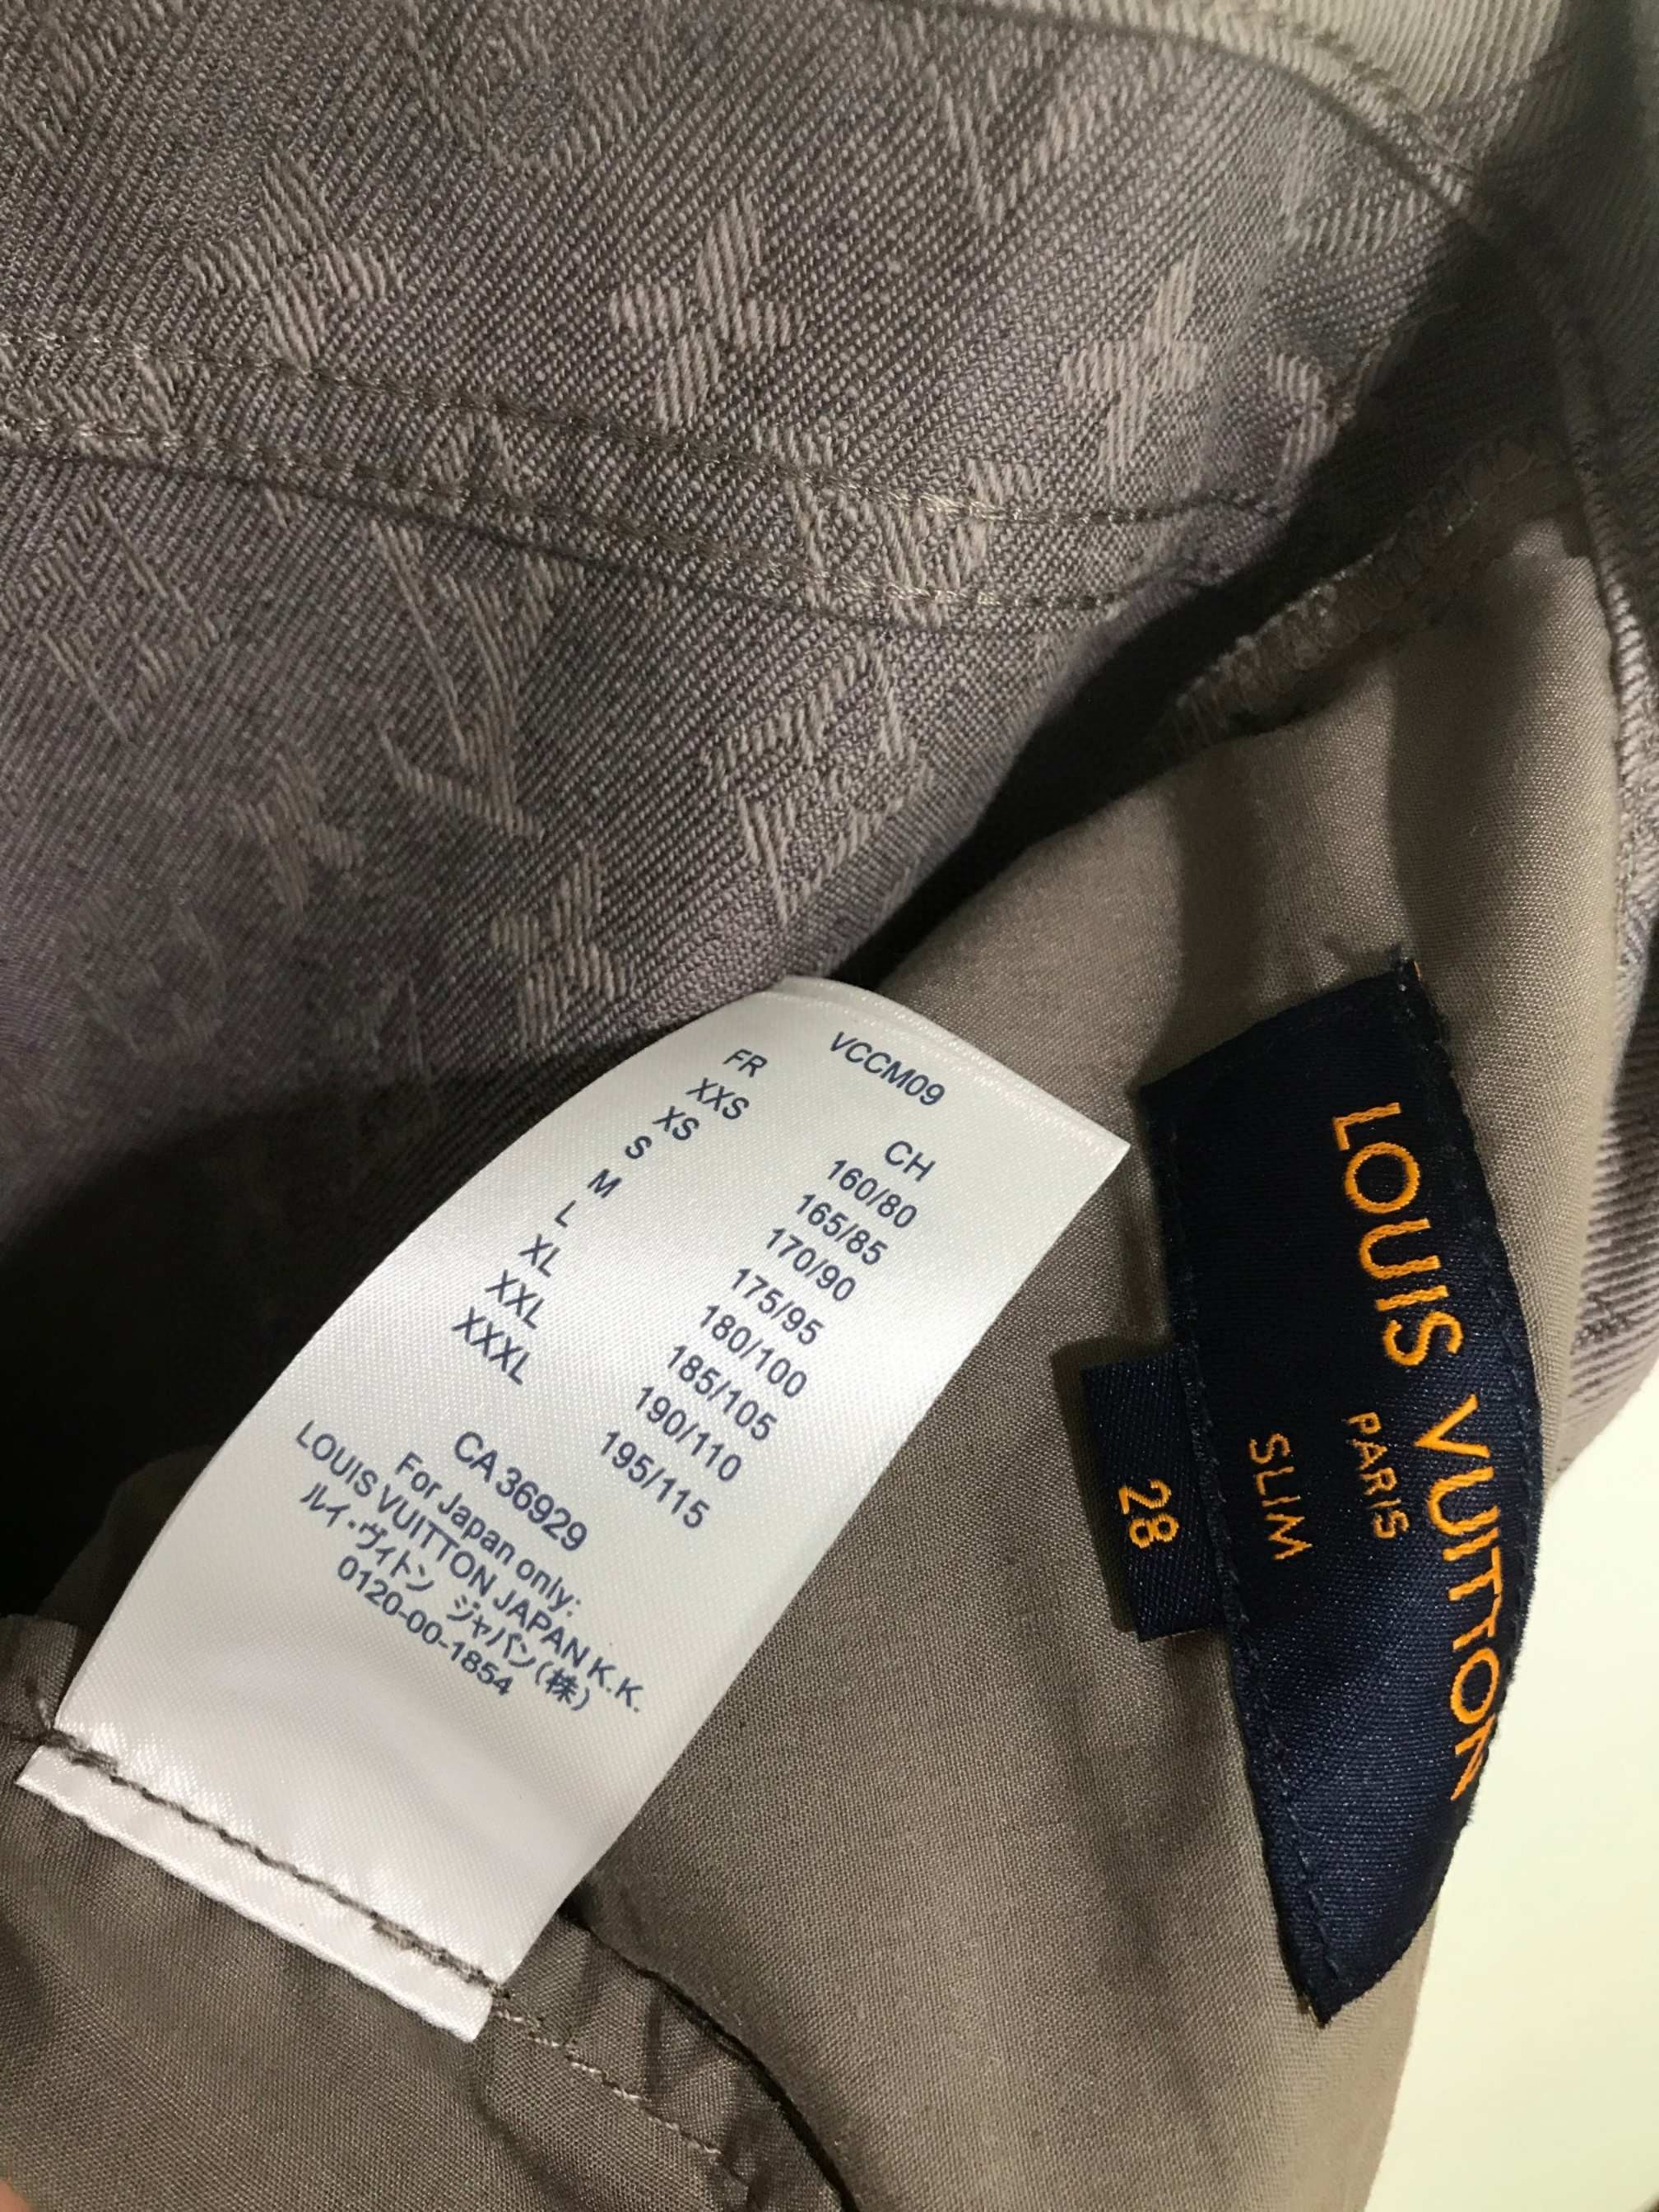 VCCM09
FR CH
XXS 160/80
XS 165/85
S 170/90
M 175/95
L 180/100
XL 185/105
XXL 190/110
XXXL 195/115
CA 36929
For Japan only:
LOUIS VUITTON JAPAN K.K.
ルイ・ヴィトン ジャパン(株)
0120-00-1854
LOUIS VUITTON
PARIS
SLIM
28